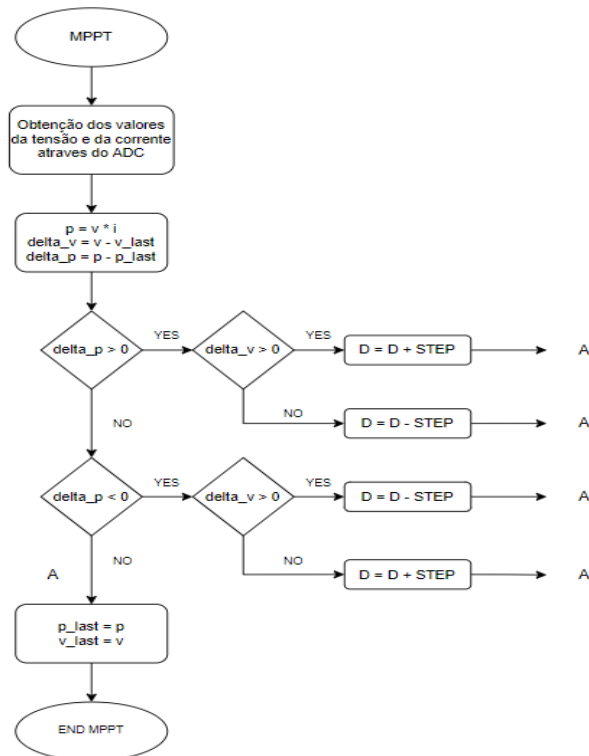 MPPT
Obtenção dos valores
da tensão e da corrente
atraves do ADC
p = v * i
delta_v = v - v_last
delta_p = p - p_last
delta_p > 0
YES
delta_v > 0
YES
D = D + STEP
A
NO
NO
D = D - STEP
A
delta_p < 0
YES
delta_v > 0
YES
D = D - STEP
A
NO
NO
D = D + STEP
A
A
p_last = p
v_last = v
END MPPT